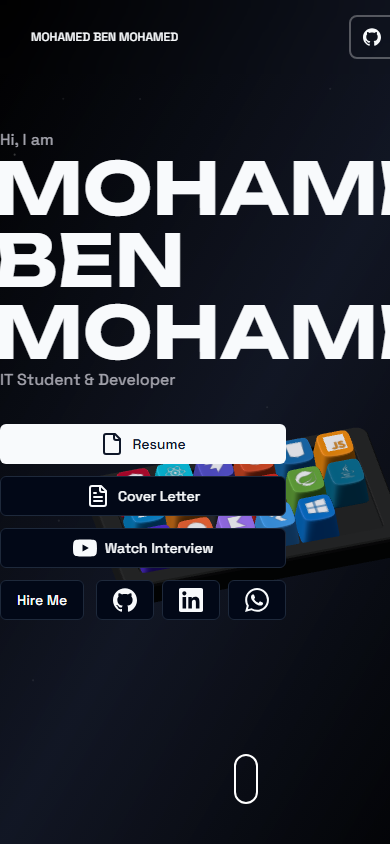 MOHAMED BEN MOHAMED
Hi, I am
MOHAM
BEN
MOHAM
IT Student & Developer
Resume
JS
Cover Letter
Watch Interview
Hire Me